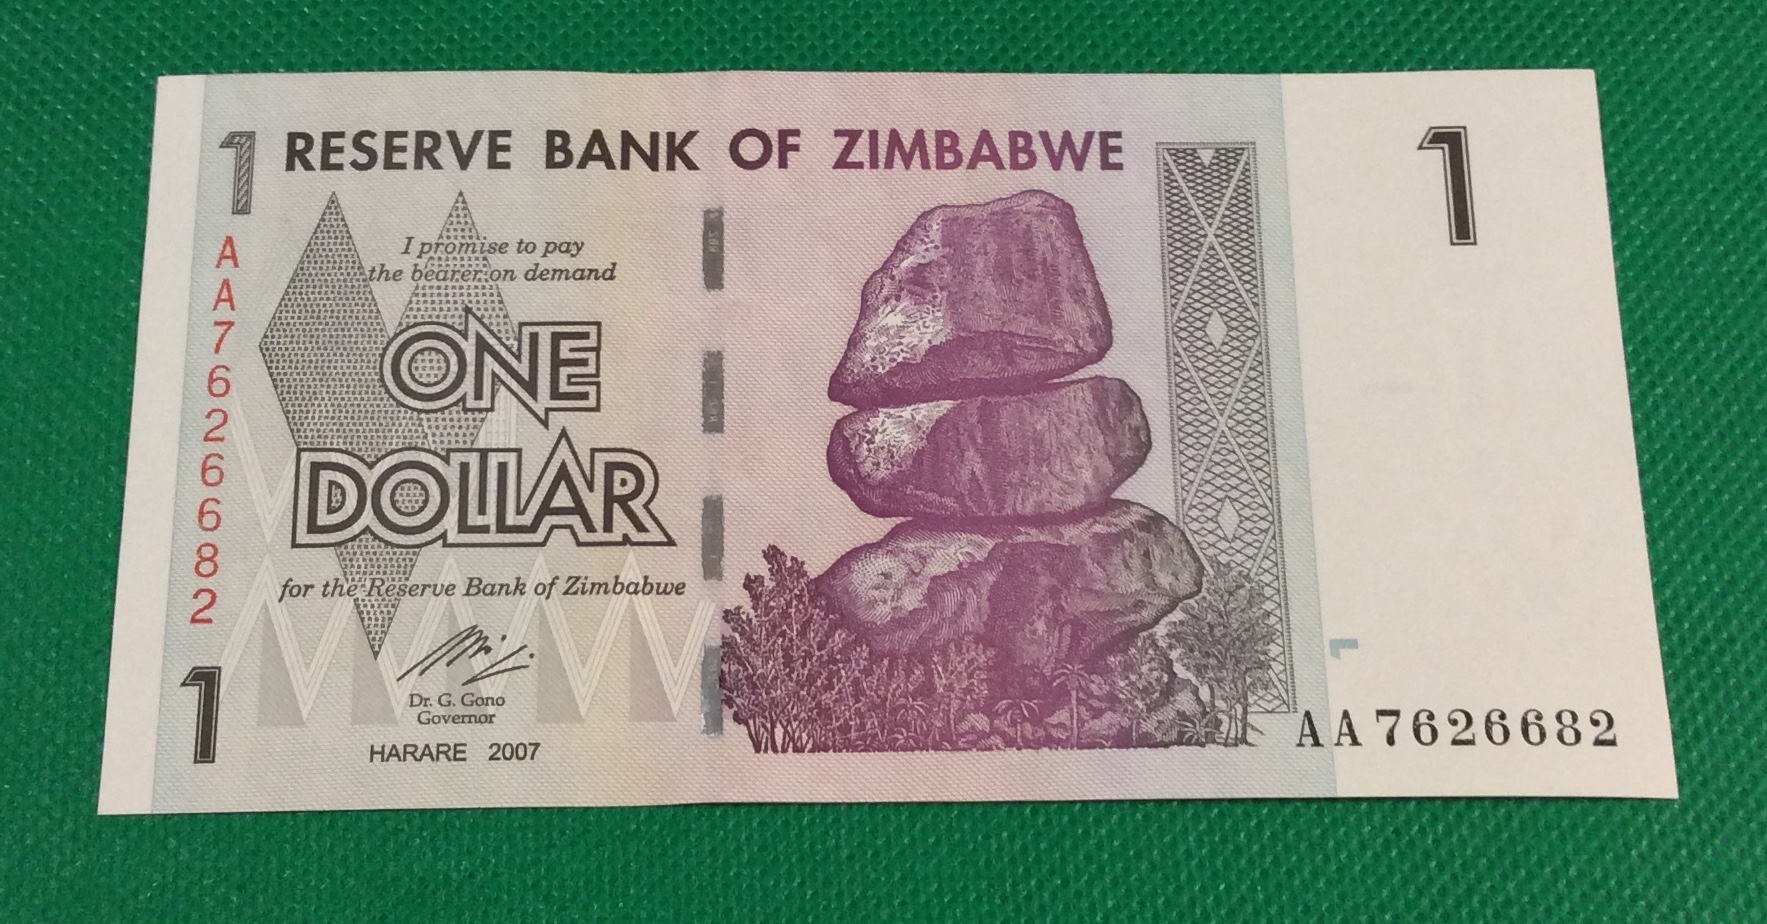 1
RESERVE BANK OF ZIMBABWE
1
AA7626682
I promise to pay
the bearer on demand
ONE
DOLLAR
for the Reserve Bank of Zimbabwe
Dr. G. Gono
Governor
HARARE 2007
1
1
AA7626682